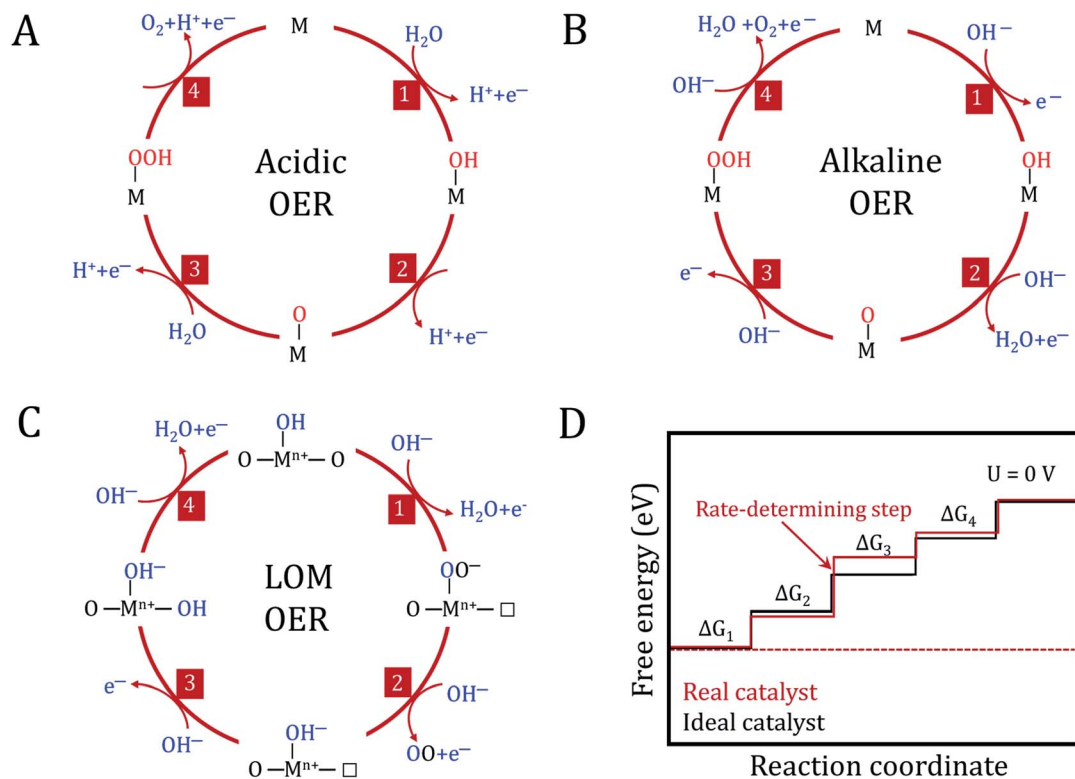 A
O₂+H⁺+e⁻
M
H₂O
4
1
H⁺+e⁻
OOH
M
Acidic
OER
OH
M
H⁺+e⁻
3
2
H₂O
O
M
H⁺+e⁻
B
H₂O +O₂+e⁻
M
OH⁻
OH⁻
4
1
e⁻
OOH
M
Alkaline
OER
OH
M
e⁻
3
2
OH⁻
OH⁻
O
M
H₂O+e⁻
C
H₂O+e⁻
OH
O—Mⁿ⁺—O
OH⁻
OH⁻
4
1
H₂O+e⁻
OH⁻
O—Mⁿ⁺—OH
LOM
OER
OO⁻
O—Mⁿ⁺—□
e⁻
3
2
OH⁻
OH⁻
OH⁻
O—Mⁿ⁺—□
OO+e⁻
D
U = 0 V
Rate-determining step
ΔG₄
ΔG₃
ΔG₂
ΔG₁
Free energy (eV)
Real catalyst
Ideal catalyst
Reaction coordinate